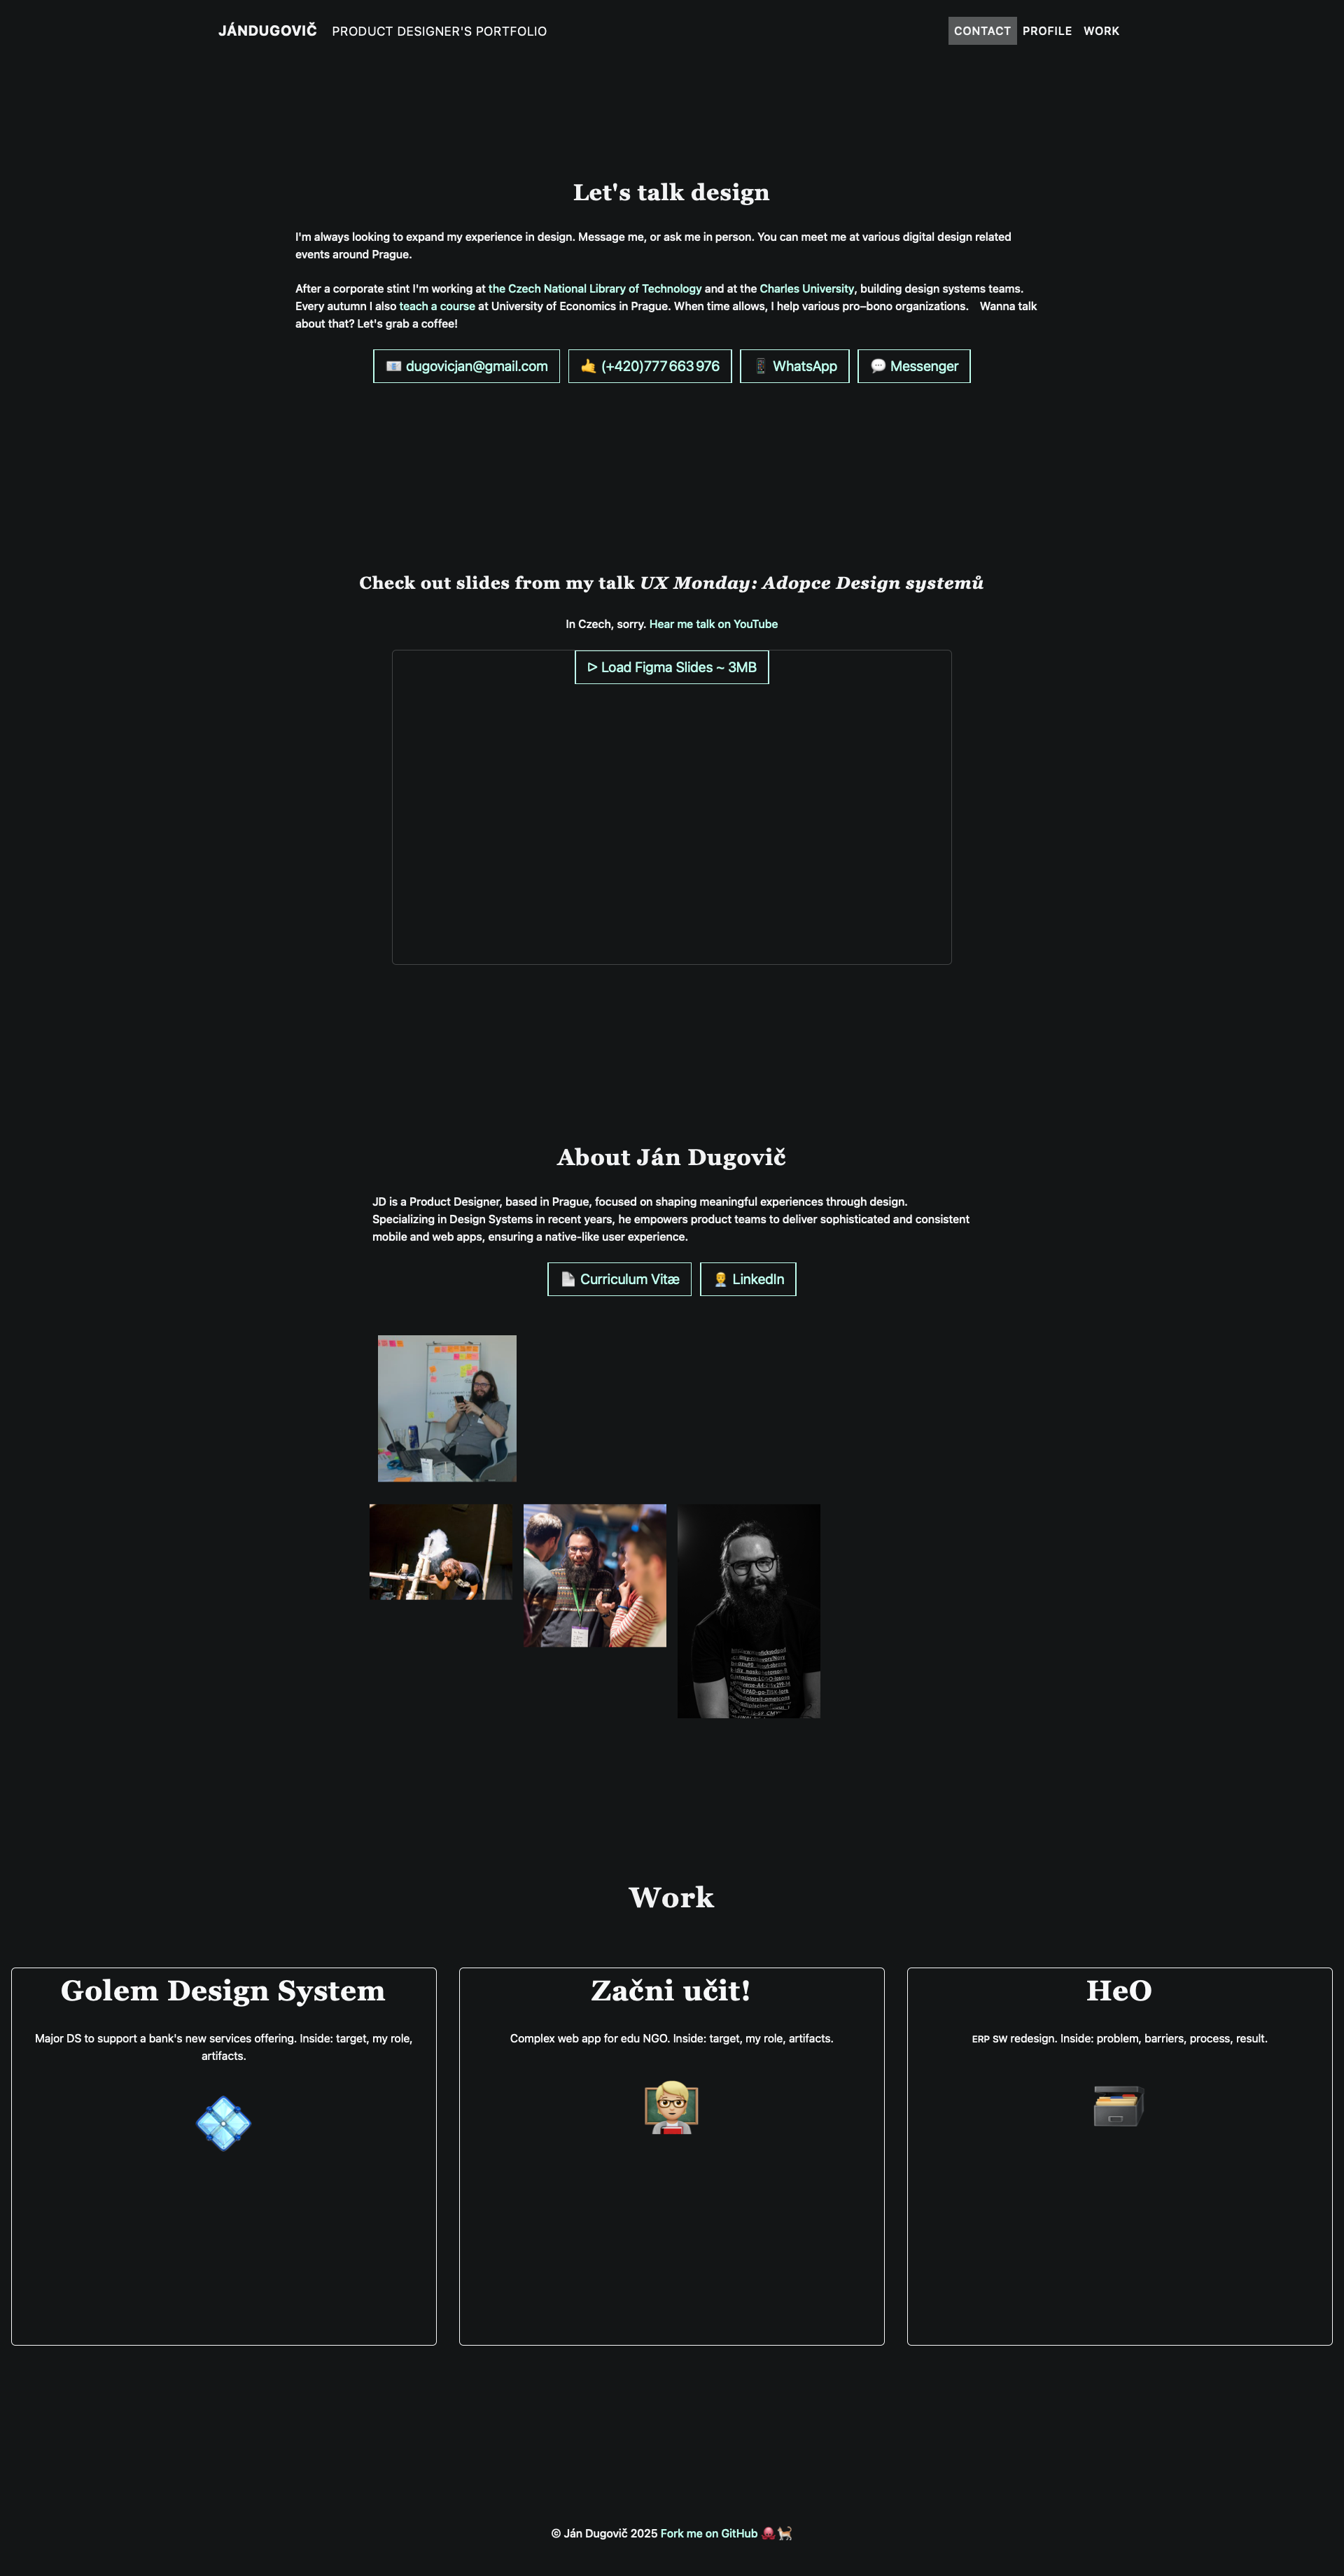 JÁNDUGOVIČ PRODUCT DESIGNER'S PORTFOLIO CONTACT PROFILE WORK
Let's talk design
I'm always looking to expand my experience in design. Message me, or ask me in person. You can meet me at various digital design related
events around Prague.
After a corporate stint I'm working at the Czech National Library of Technology and at the Charles University, building design systems teams.
Every autumn I also teach a course at University of Economics in Prague. When time allows, I help various pro–bono organizations. Wanna talk
about that? Let's grab a coffee!
📧 dugovicjan@gmail.com 🤙 (+420)777 663 976 📱 WhatsApp 💬 Messenger
Check out slides from my talk UX Monday: Adopce Design systemů
In Czech, sorry. Hear me talk on YouTube
ᐅ Load Figma Slides ~ 3MB
About Ján Dugovič
JD is a Product Designer, based in Prague, focused on shaping meaningful experiences through design.
Specializing in Design Systems in recent years, he empowers product teams to deliver sophisticated and consistent
mobile and web apps, ensuring a native-like user experience.
Curriculum Vitæ LinkedIn
Work
Golem Design System
Major DS to support a bank's new services offering. Inside: target, my role,
artifacts.
Začni učit!
Complex web app for edu NGO. Inside: target, my role, artifacts.
HeO
ERP SW redesign. Inside: problem, barriers, process, result.
© Ján Dugovič 2025 Fork me on GitHub 🐙🐈